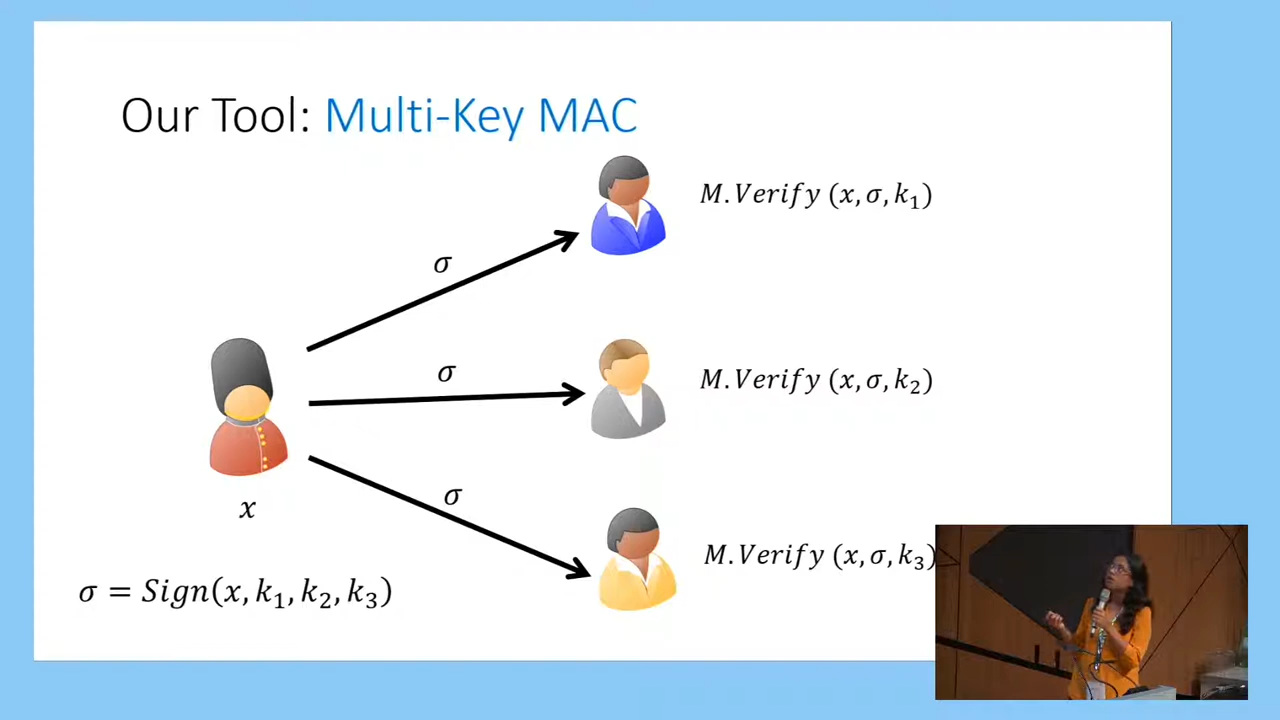 Our Tool: Multi-Key MAC
M.Verify (x, σ, k₁)
σ
σ
M.Verify (x, σ, k₂)
σ
x
M.Verify (x, σ, k₃)
σ = Sign(x, k₁, k₂, k₃)